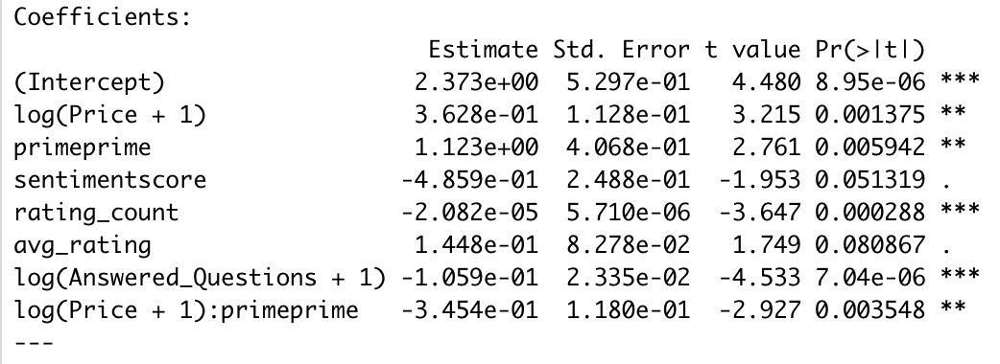 Coefficients:
Estimate Std. Error t value Pr(>|t|)
(Intercept) 2.373e+00 5.297e-01 4.480 8.95e-06 ***
log(Price + 1) 3.628e-01 1.128e-01 3.215 0.001375 **
primeprime 1.123e+00 4.068e-01 2.761 0.005942 **
sentimentscore -4.859e-01 2.488e-01 -1.953 0.051319 .
rating_count -2.082e-05 5.710e-06 -3.647 0.000288 ***
avg_rating 1.448e-01 8.278e-02 1.749 0.080867 .
log(Answered_Questions + 1) -1.059e-01 2.335e-02 -4.533 7.04e-06 ***
log(Price + 1):primeprime -3.454e-01 1.180e-01 -2.927 0.003548 **
---